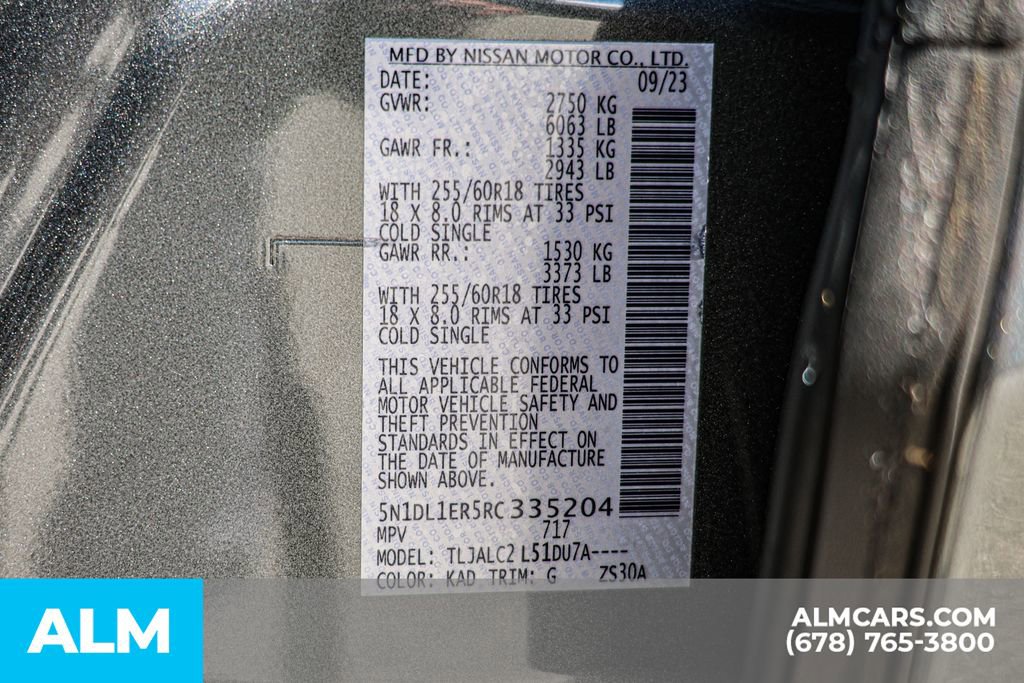 MFD BY NISSAN MOTOR CO., LTD.
DATE: 09/23
GVWR: 2750 KG
6063 LB
GAWR FR.: 1335 KG
2943 LB
WITH 255/60R18 TIRES
18 X 8.0 RIMS AT 33 PSI
COLD SINGLE
GAWR RR.: 1530 KG
3373 LB
WITH 255/60R18 TIRES
18 X 8.0 RIMS AT 33 PSI
COLD SINGLE
THIS VEHICLE CONFORMS TO
ALL APPLICABLE FEDERAL
MOTOR VEHICLE SAFETY AND
THEFT PREVENTION
STANDARDS IN EFFECT ON
THE DATE OF MANUFACTURE
SHOWN ABOVE.
5N1DL1ER5RC335204
MPV 717
MODEL: TLJALC2 L51DU7A----
COLOR: KAD TRIM: G ZS30A
ALM
ALMCARS.COM
(678) 765-3800